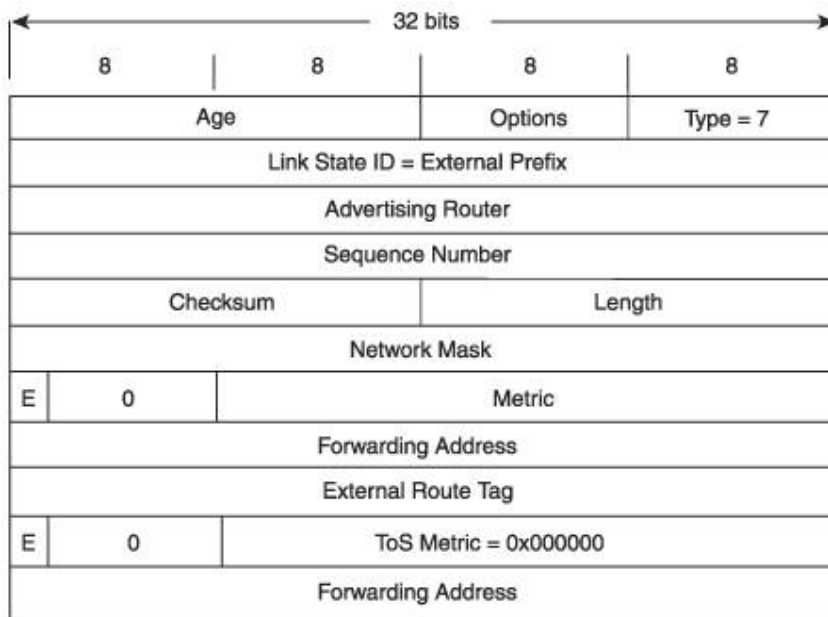 32 bits
8 8 8 8
Age Options Type = 7
Link State ID = External Prefix
Advertising Router
Sequence Number
Checksum Length
Network Mask
E 0 Metric
Forwarding Address
External Route Tag
E 0 ToS Metric = 0x000000
Forwarding Address